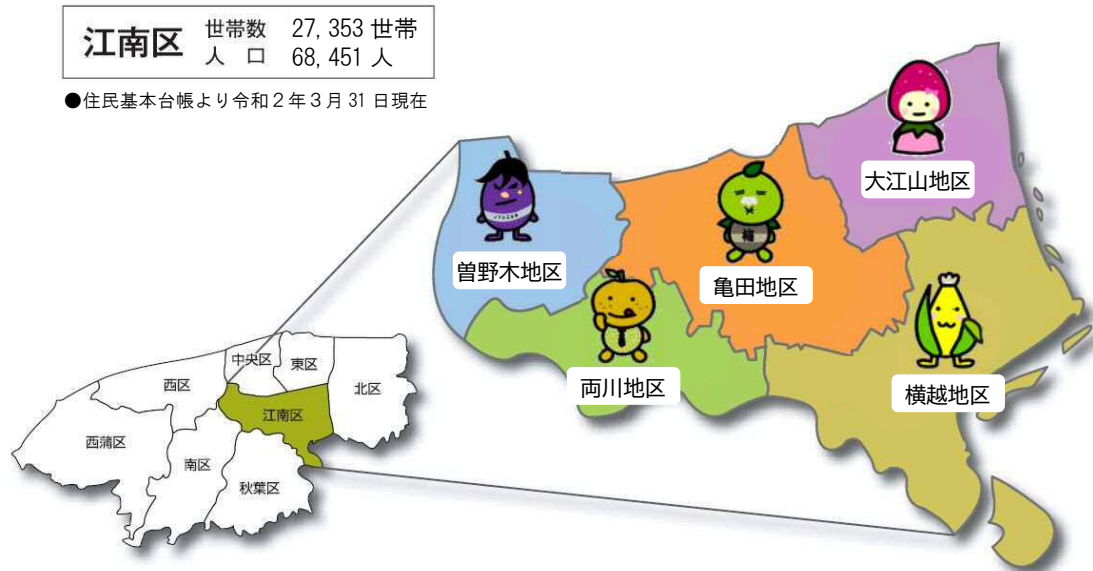 江南区
世帯数 27,353 世帯
人 口 68,451 人
●住民基本台帳より令和2年3月31日現在
大江山地区
曽野木地区
亀田地区
両川地区
横越地区
中央区
東区
西区
北区
江南区
西蒲区
南区
秋葉区
梅